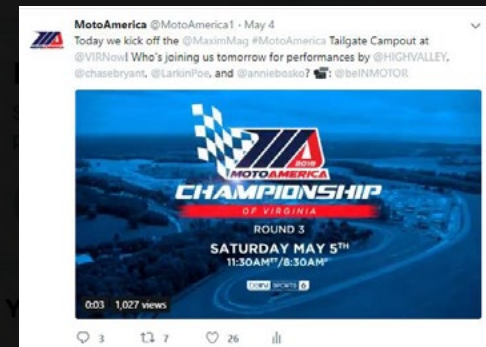 MotoAmerica @MotoAmerica1 · May 4
Today we kick off the @MaximMag #MotoAmerica Tailgate Campout at
@VIRNow! Who's joining us tomorrow for performances by @HIGHVALLEY,
@chasebryant, @LarkinPoe, and @anniebosko? : @beINMOTOR
MOTOAMERICA
CHAMPIONSHIP
OF VIRGINIA
ROUND 3
SATURDAY MAY 5TH
11:30AMET/8:30AMP
beIN SPORTS 6
0:03 1,027 views
3 7 26